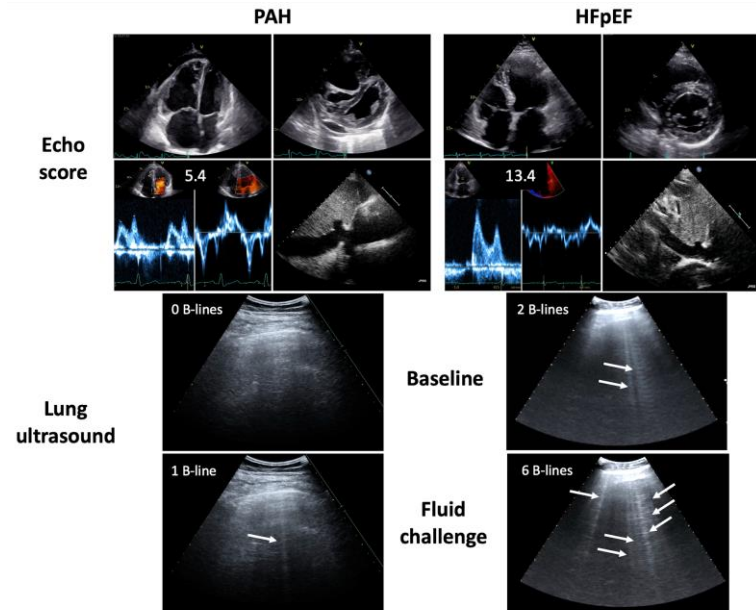 PAH
HFpEF
Echo
score
5.4
13.4
0 B-lines
2 B-lines
Baseline
Lung
ultrasound
1 B-line
6 B-lines
Fluid
challenge